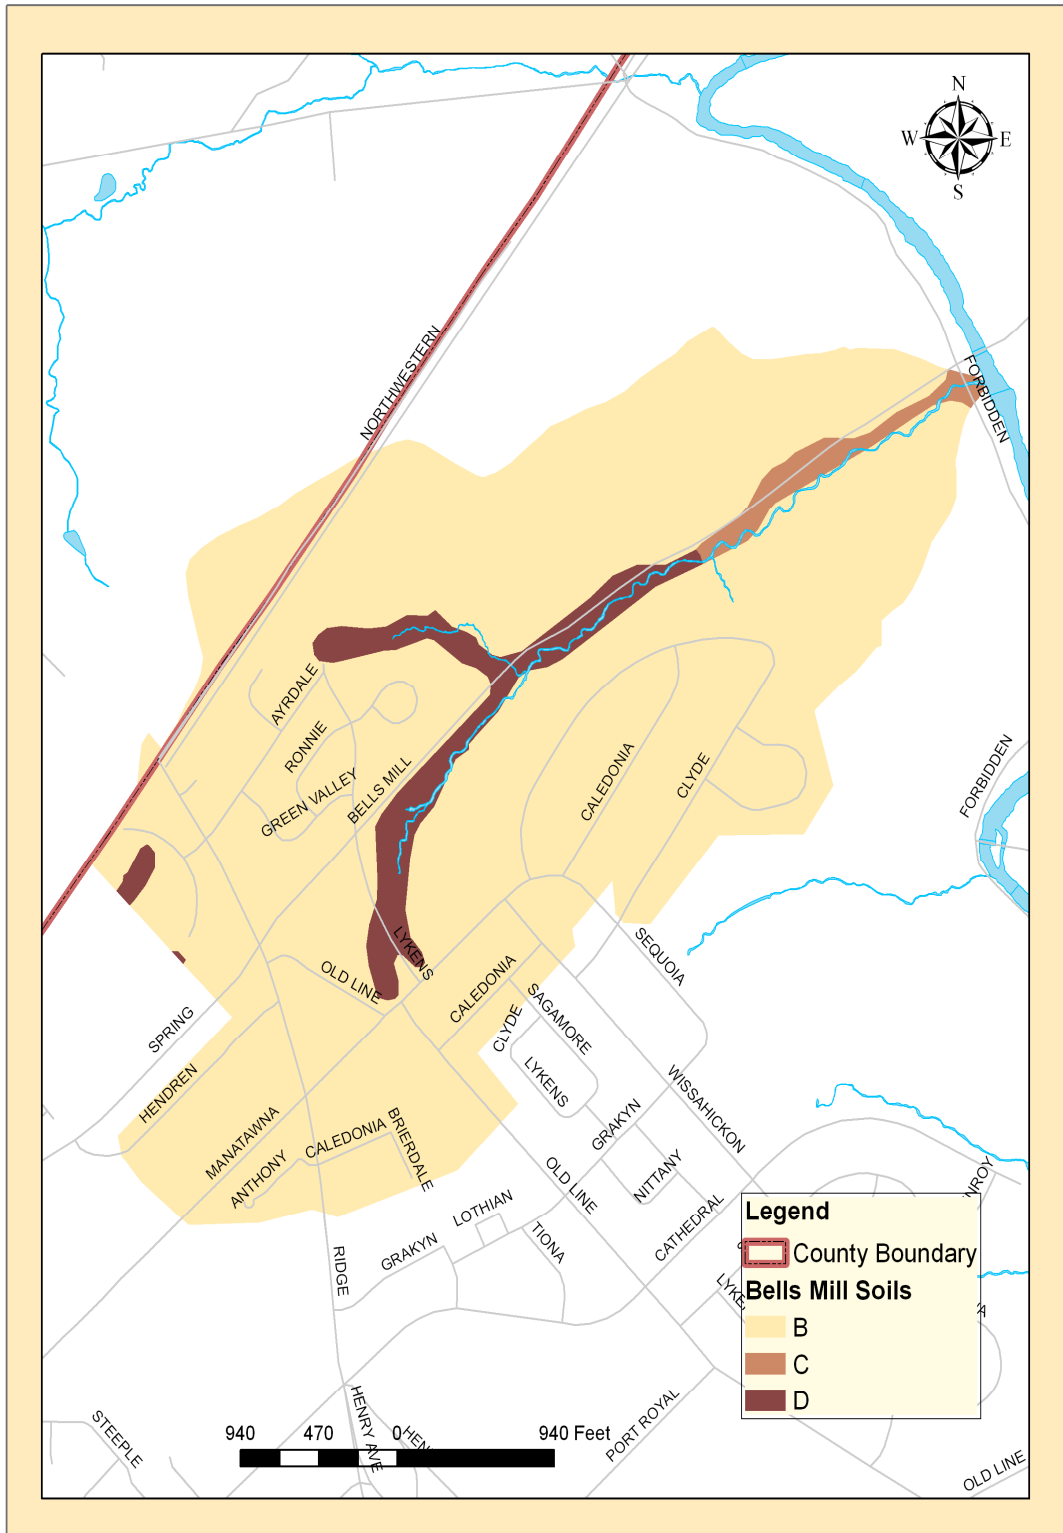 N
W E
S
NORTHWESTERN
FORBIDDEN
AYRDALE
RONNIE
GREEN VALLEY
BELLS MILL
CALEDONIA
CLYDE
FORBIDDEN
LYKENS
OLD LINE
SEQUOIA
CALEDONIA
SPRING
CLYDE
SAGAMORE
HENDREN
LYKENS
WISSAHICKON
MANATAWNA
CALEDONIA
BRIERDALE
GRAKYN
ANTHONY
OLD LINE
NITTANY
LOTHIAN
CATHEDRAL
TIONA
GRAKYN
RIDGE
Legend
County Boundary
Bells Mill Soils
B
C
D
HENRY AVE
PORT ROYAL
STEEPLE
940 470 0 940 Feet
OLD LINE